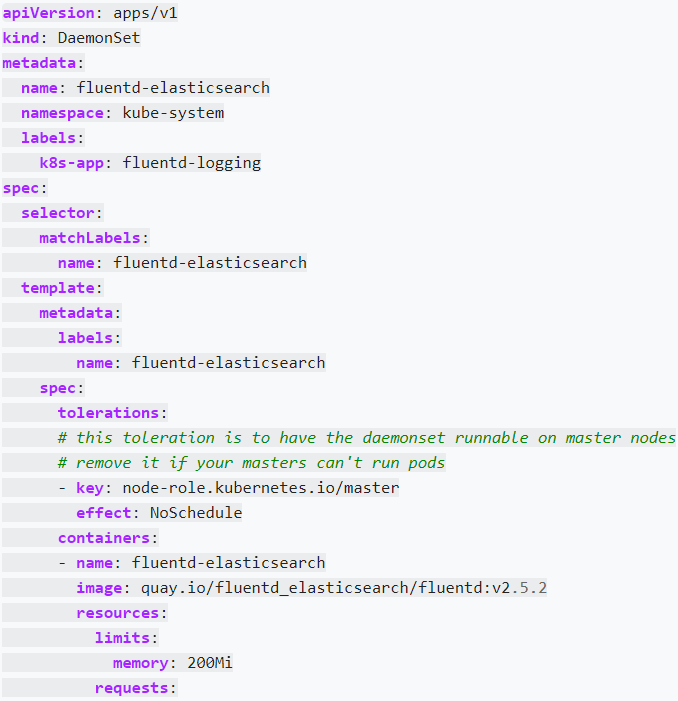 apiVersion: apps/v1
kind: DaemonSet
metadata:
  name: fluentd-elasticsearch
  namespace: kube-system
  labels:
    k8s-app: fluentd-logging
spec:
  selector:
    matchLabels:
      name: fluentd-elasticsearch
  template:
    metadata:
      labels:
        name: fluentd-elasticsearch
    spec:
      tolerations:
      # this toleration is to have the daemonset runnable on master nodes
      # remove it if your masters can't run pods
      - key: node-role.kubernetes.io/master
        effect: NoSchedule
      containers:
      - name: fluentd-elasticsearch
        image: quay.io/fluentd_elasticsearch/fluentd:v2.5.2
        resources:
          limits:
            memory: 200Mi
          requests: